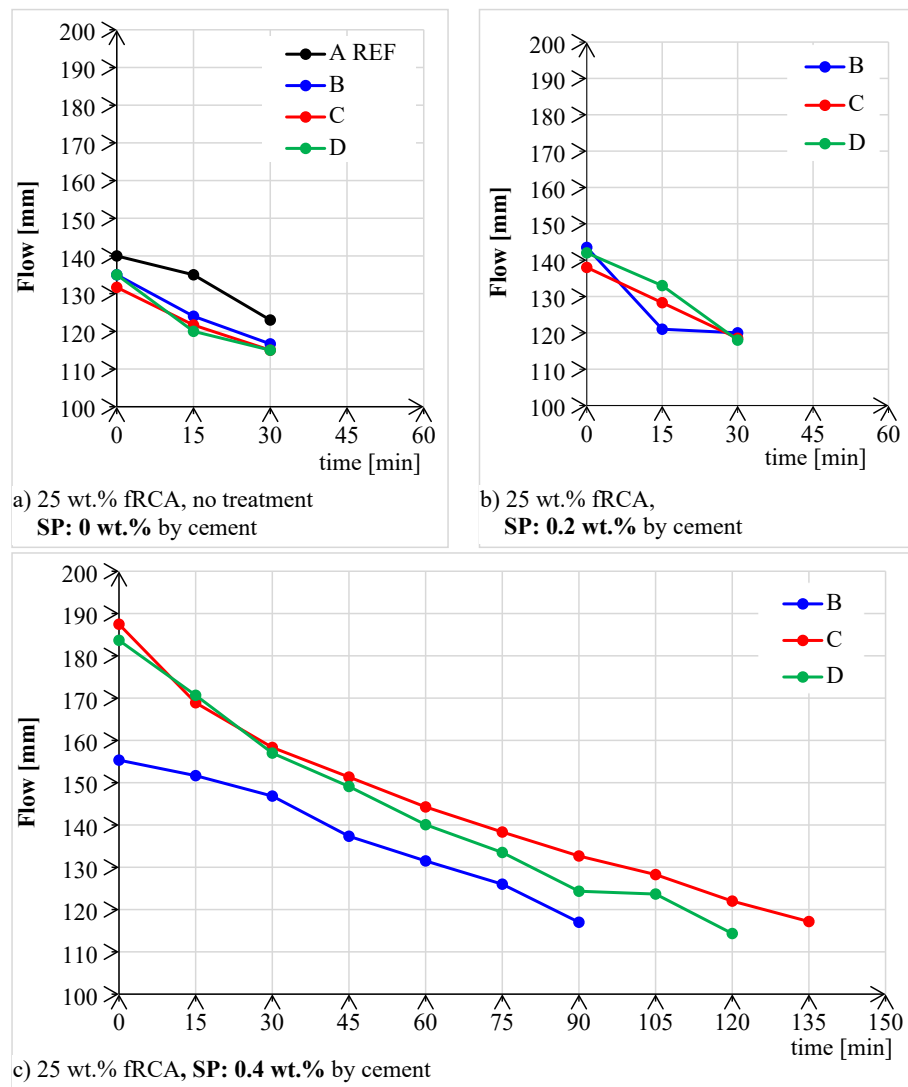 200
190
180
170
160
150
140
130
120
110
100
Flow [mm]
A REF
B
C
D
0 15 30 45 60
time [min]
a) 25 wt.% fRCA, no treatment
SP: 0 wt.% by cement
200
190
180
170
160
150
140
130
120
110
100
Flow [mm]
B
C
D
0 15 30 45 60
time [min]
b) 25 wt.% fRCA,
SP: 0.2 wt.% by cement
200
190
180
170
160
150
140
130
120
110
100
Flow [mm]
B
C
D
0 15 30 45 60 75 90 105 120 135 150
time [min]
c) 25 wt.% fRCA, SP: 0.4 wt.% by cement